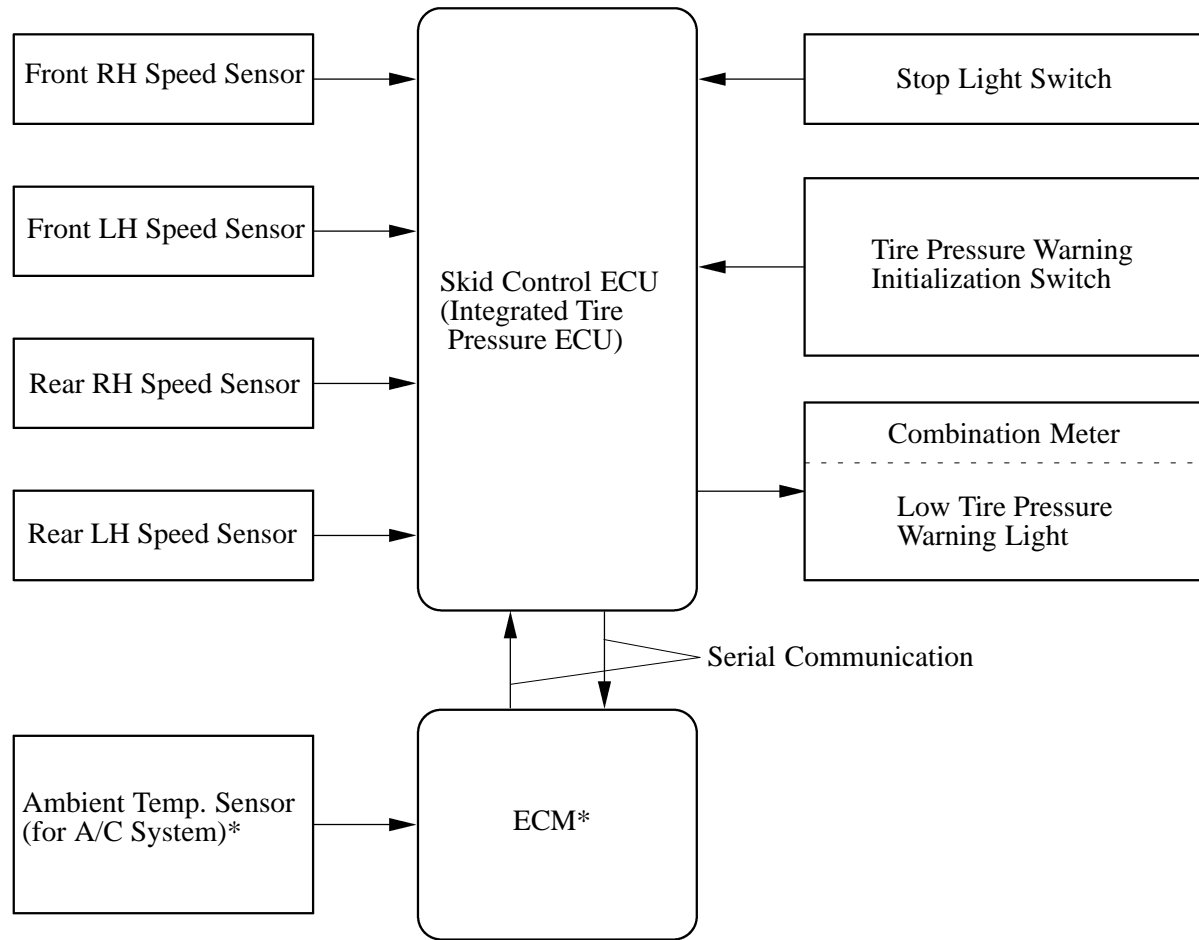 Front RH Speed Sensor
Front LH Speed Sensor
Rear RH Speed Sensor
Rear LH Speed Sensor
Skid Control ECU
(Integrated Tire
Pressure ECU)
Stop Light Switch
Tire Pressure Warning
Initialization Switch
Combination Meter
Low Tire Pressure
Warning Light
Serial Communication
Ambient Temp. Sensor
(for A/C System)*
ECM*